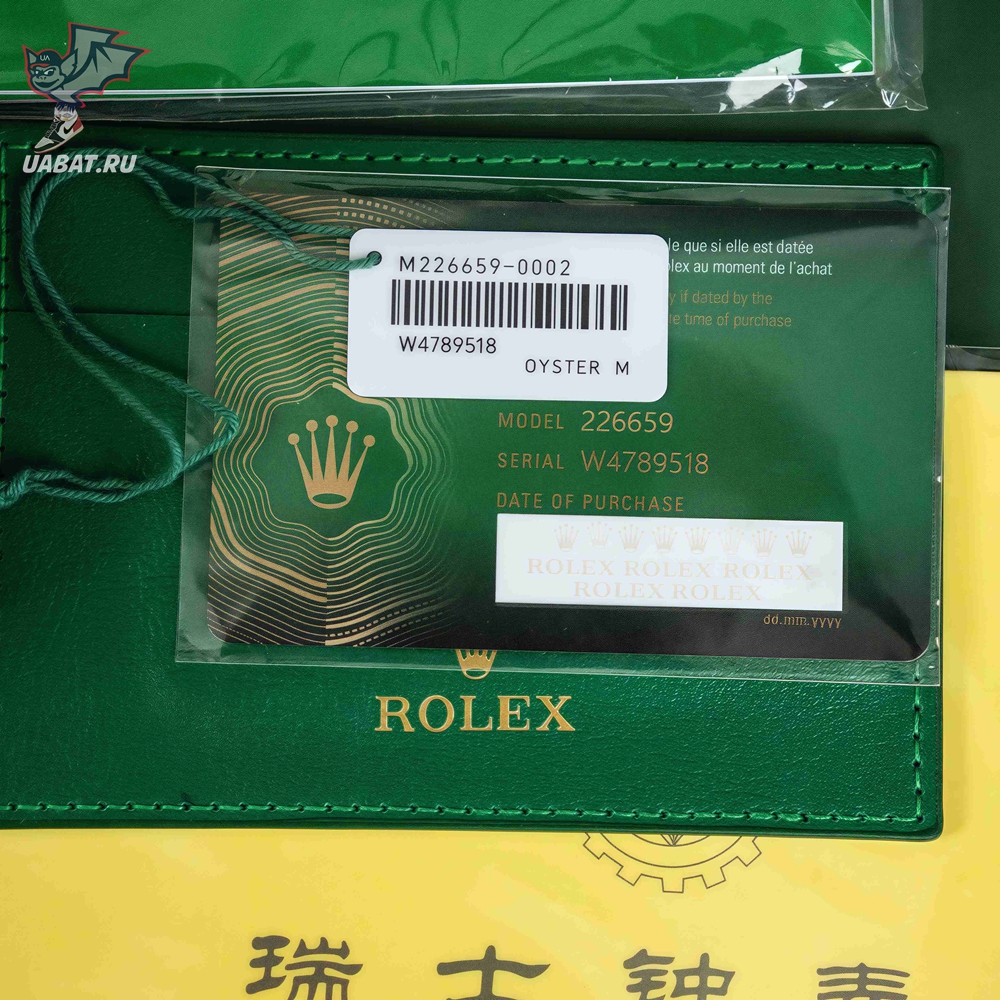 UA
UABAT.RU
M226659-0002
W4789518
OYSTER M
le que si elle est datée
olex au moment de l'achat
y if dated by the
e time of purchase
MODEL 226659
SERIAL W4789518
DATE OF PURCHASE
ROLEX ROLEX ROLEX
ROLEX ROLEX
dd.mm.yyyy
ROLEX
瑞士钟表